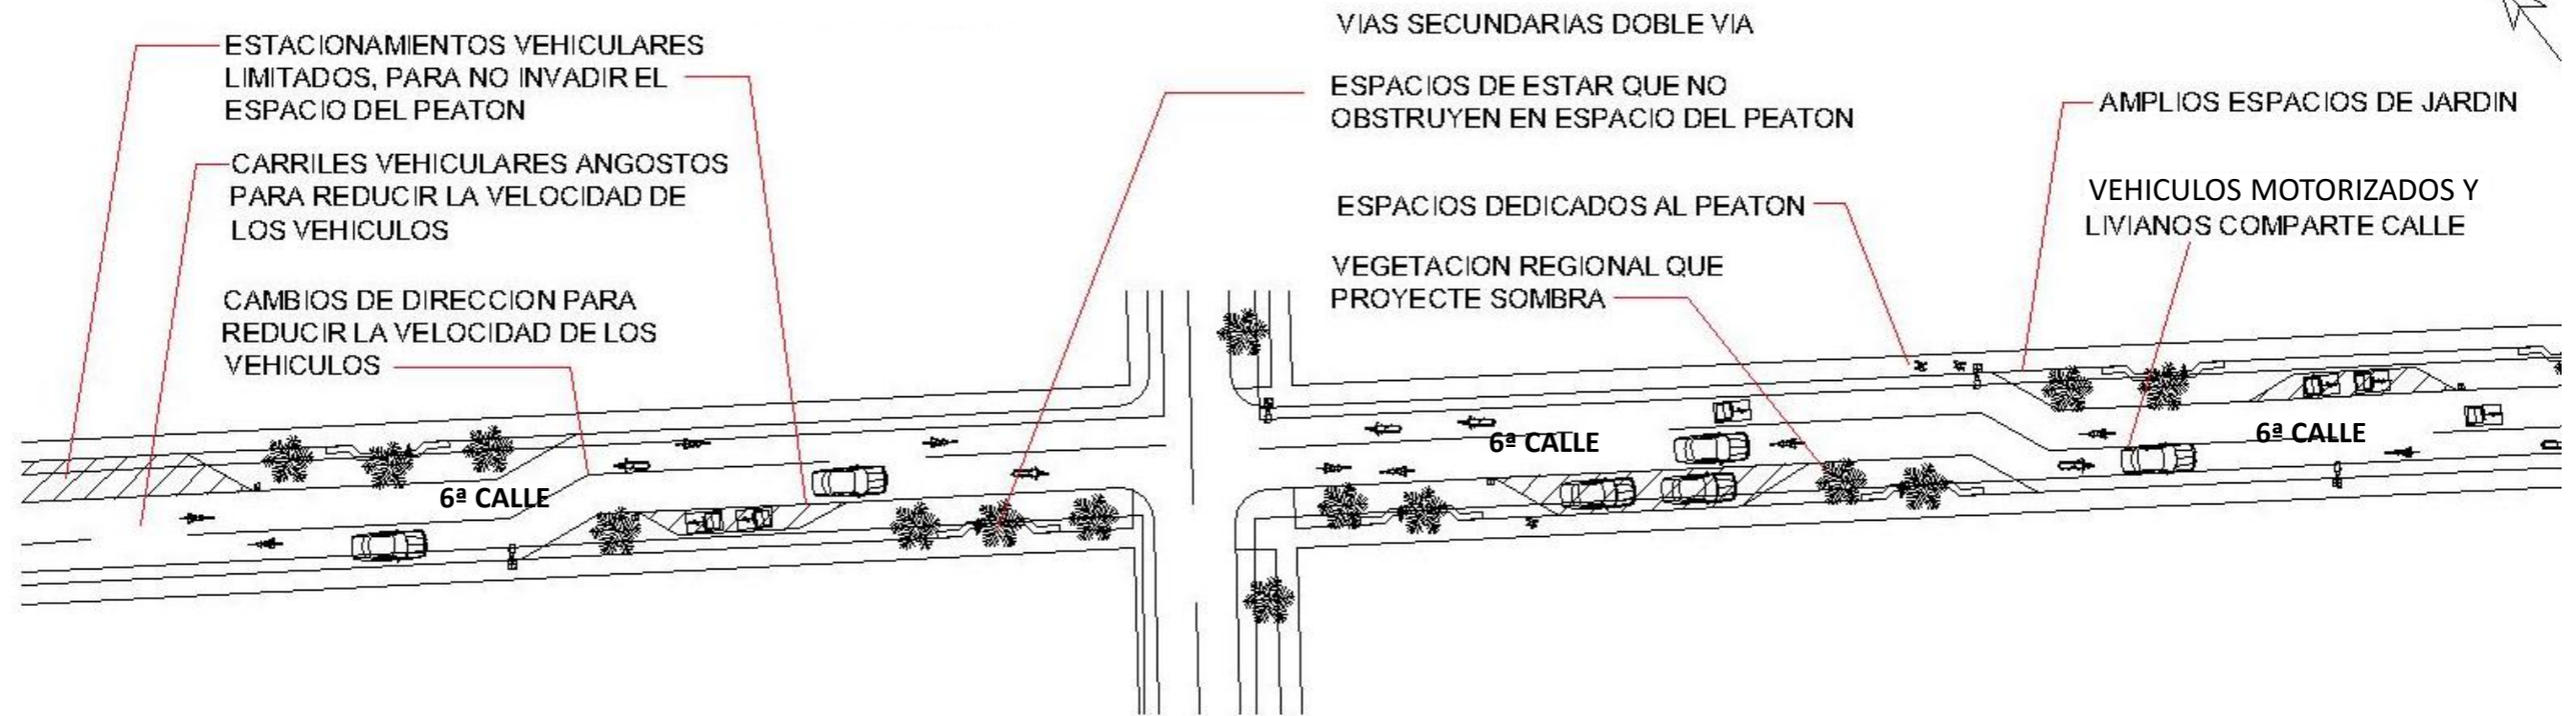 ESTACIONAMIENTOS VEHICULARES
LIMITADOS, PARA NO INVADIR EL
ESPACIO DEL PEATON
CARRILES VEHICULARES ANGOSTOS
PARA REDUCIR LA VELOCIDAD DE
LOS VEHICULOS
CAMBIOS DE DIRECCION PARA
REDUCIR LA VELOCIDAD DE LOS
VEHICULOS
VIAS SECUNDARIAS DOBLE VIA
ESPACIOS DE ESTAR QUE NO
OBSTRUYEN EN ESPACIO DEL PEATON
ESPACIOS DEDICADOS AL PEATON
VEGETACION REGIONAL QUE
PROYECTE SOMBRA
AMPLIOS ESPACIOS DE JARDIN
VEHICULOS MOTORIZADOS Y
LIVIANOS COMPARTE CALLE
6ª CALLE
6ª CALLE
6ª CALLE